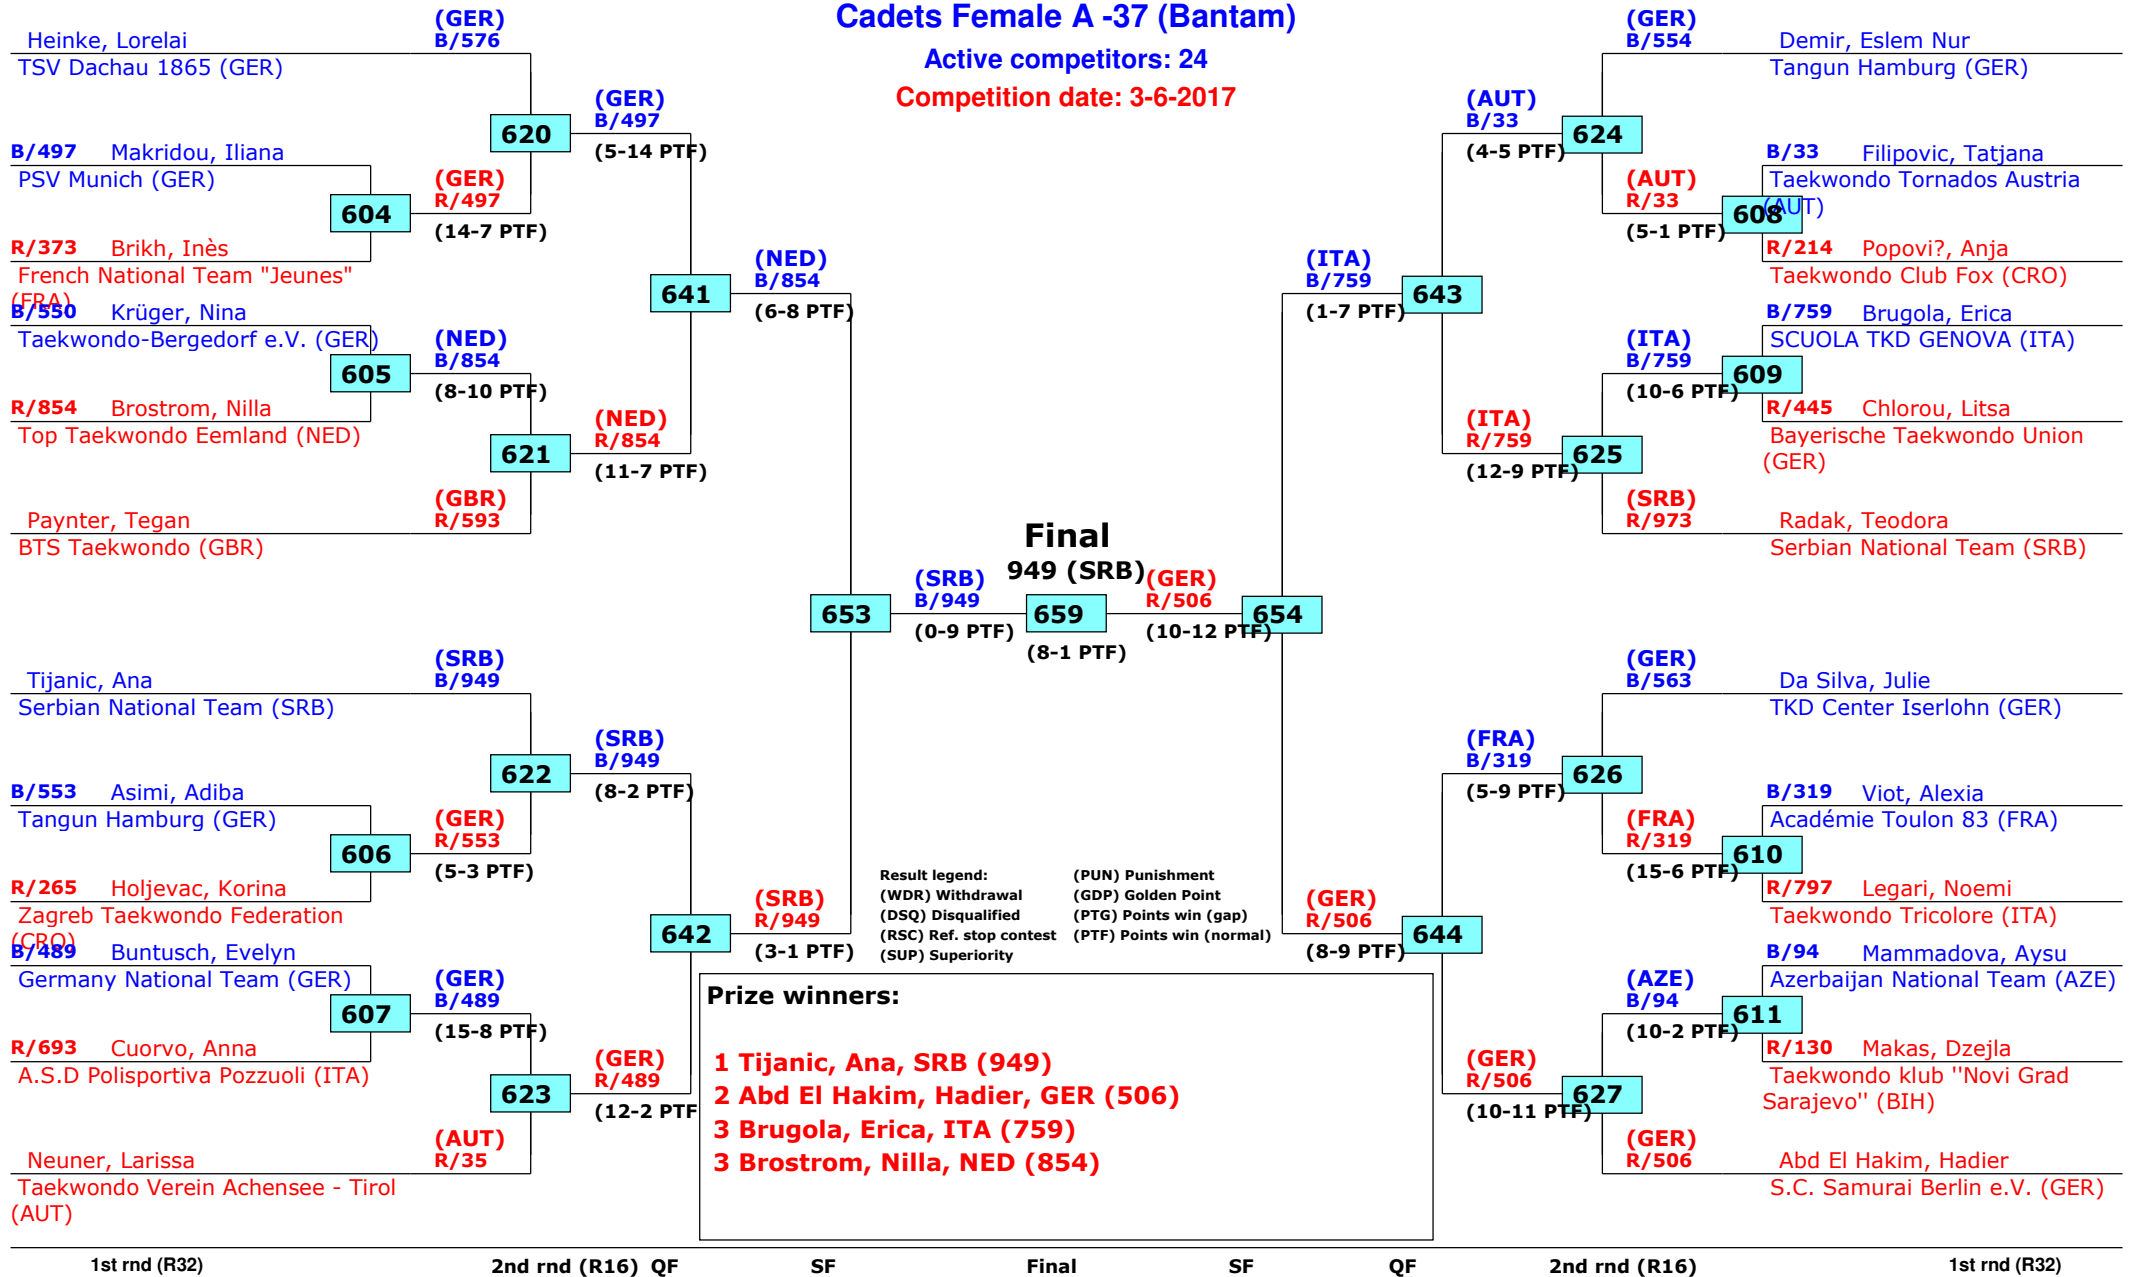 Cadets Female A -37 (Bantam)
Active competitors: 24
Competition date: 3-6-2017
Heinke, Lorelai
TSV Dachau 1865 (GER)
(GER)
B/576
B/497 Makridou, Iliana
PSV Munich (GER)
604
R/373 Brikh, Inès
French National Team "Jeunes"
(FRA)
(GER)
R/497
(14-7 PTF)
620
(GER)
B/497
(5-14 PTF)
B/550 Krüger, Nina
Taekwondo-Bergedorf e.V. (GER)
605
R/854 Brostrom, Nilla
Top Taekwondo Eemland (NED)
(NED)
B/854
(8-10 PTF)
621
(NED)
R/854
(11-7 PTF)
Paynter, Tegan
BTS Taekwondo (GBR)
(GBR)
R/593
641
(NED)
B/854
(6-8 PTF)
Tijanic, Ana
Serbian National Team (SRB)
(SRB)
B/949
622
(SRB)
B/949
(8-2 PTF)
B/553 Asimi, Adiba
Tangun Hamburg (GER)
606
R/265 Holjevac, Korina
Zagreb Taekwondo Federation
(CRO)
(GER)
R/553
(5-3 PTF)
B/489 Buntusch, Evelyn
Germany National Team (GER)
607
R/693 Cuorvo, Anna
A.S.D Polisportiva Pozzuoli (ITA)
(GER)
B/489
(15-8 PTF)
623
(GER)
R/489
(12-2 PTF
Neuner, Larissa
Taekwondo Verein Achensee - Tirol
(AUT)
(AUT)
R/35
642
(SRB)
R/949
(3-1 PTF)
653
(SRB)
B/949
(0-9 PTF)
Final
949 (SRB)
659
(8-1 PTF)
(GER)
R/506
(10-12 PTF)
654
(GER)
B/554
Demir, Eslem Nur
Tangun Hamburg (GER)
(AUT)
B/33
(4-5 PTF)
624
B/33 Filipovic, Tatjana
Taekwondo Tornados Austria
(AUT)
608
(AUT)
R/33
(5-1 PTF)
R/214 Popovi?, Anja
Taekwondo Club Fox (CRO)
(ITA)
B/759
(1-7 PTF)
643
B/759 Brugola, Erica
SCUOLA TKD GENOVA (ITA)
(ITA)
B/759
(10-6 PTF)
609
R/445 Chlorou, Litsa
Bayerische Taekwondo Union
(GER)
(ITA)
R/759
(12-9 PTF)
625
(SRB)
R/973
Radak, Teodora
Serbian National Team (SRB)
(GER)
B/563
Da Silva, Julie
TKD Center Iserlohn (GER)
(FRA)
B/319
(5-9 PTF)
626
B/319 Viot, Alexia
Académie Toulon 83 (FRA)
(FRA)
R/319
(15-6 PTF)
610
R/797 Legari, Noemi
Taekwondo Tricolore (ITA)
(GER)
R/506
(8-9 PTF)
644
B/94 Mammadova, Aysu
Azerbaijan National Team (AZE)
(AZE)
B/94
(10-2 PTF)
611
R/130 Makas, Dzejla
Taekwondo klub "Novi Grad
Sarajevo" (BIH)
(GER)
R/506
(10-11 PTF)
627
(GER)
R/506
Abd El Hakim, Hadier
S.C. Samurai Berlin e.V. (GER)
Result legend: (PUN) Punishment
(WDR) Withdrawal (GDP) Golden Point
(DSQ) Disqualified (PTG) Points win (gap)
(RSC) Ref. stop contest (PTF) Points win (normal)
(SUP) Superiority
Prize winners:
1 Tijanic, Ana, SRB (949)
2 Abd El Hakim, Hadier, GER (506)
3 Brugola, Erica, ITA (759)
3 Brostrom, Nilla, NED (854)
1st rnd (R32) 2nd rnd (R16) QF SF Final SF QF 2nd rnd (R16) 1st rnd (R32)